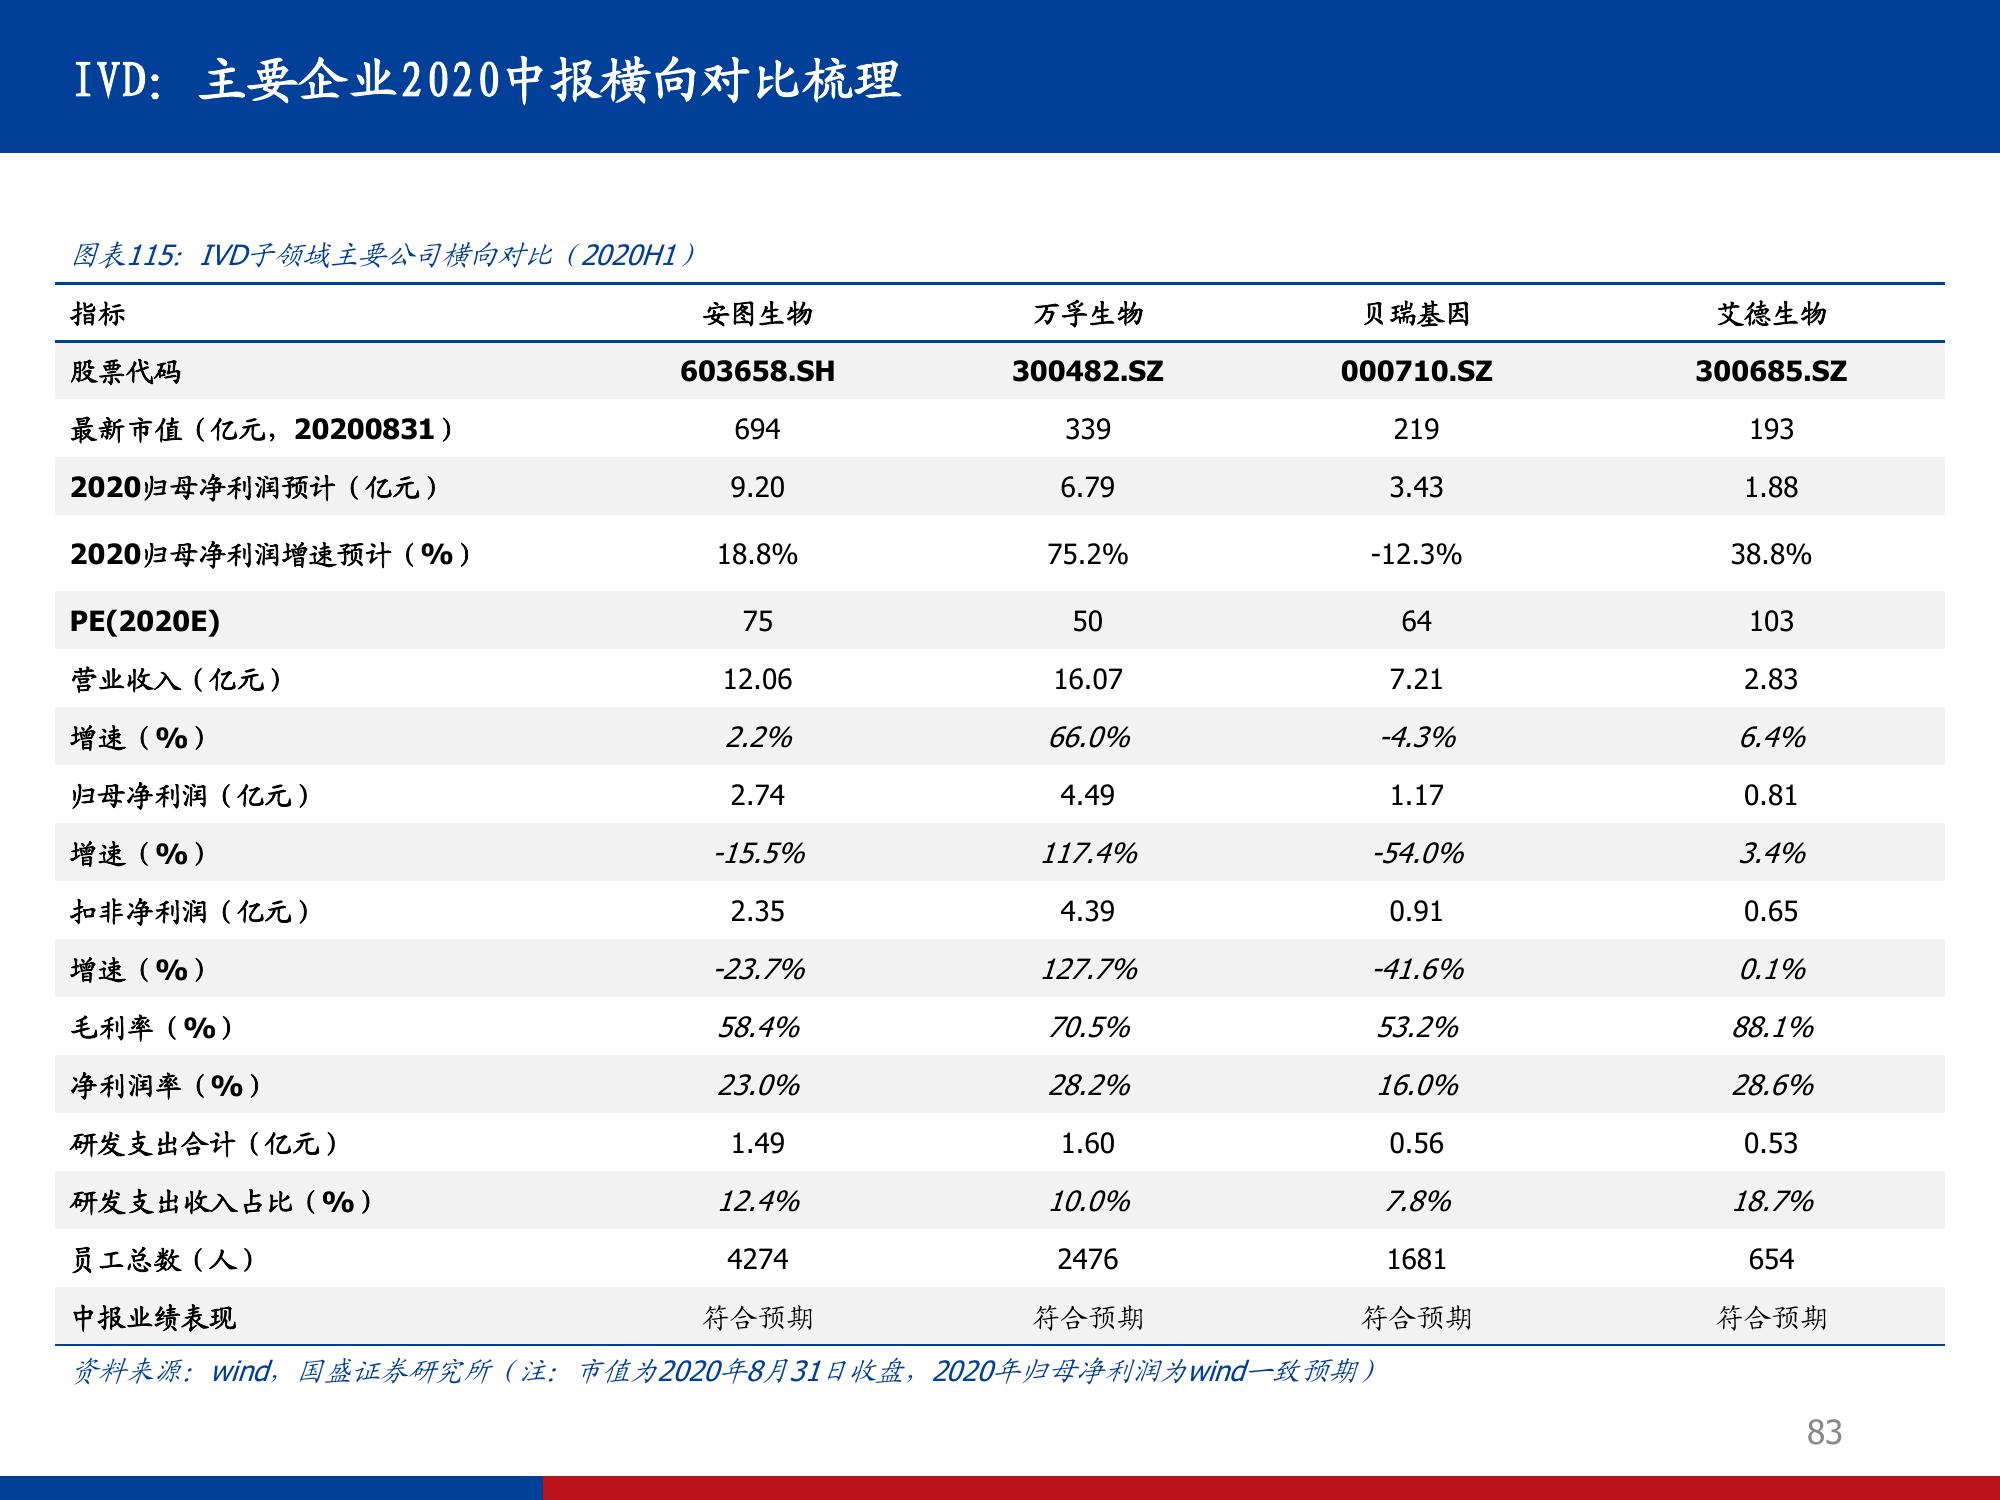 IVD：主要企业2020中报横向对比梳理
图表115：IVD子领域主要公司横向对比（2020H1）
指标 安图生物 万孚生物 贝瑞基因 艾德生物
股票代码 603658.SH 300482.SZ 000710.SZ 300685.SZ
最新市值（亿元，20200831） 694 339 219 193
2020归母净利润预计（亿元） 9.20 6.79 3.43 1.88
2020归母净利润增速预计（%） 18.8% 75.2% -12.3% 38.8%
PE(2020E) 75 50 64 103
营业收入（亿元） 12.06 16.07 7.21 2.83
增速（%） 2.2% 66.0% -4.3% 6.4%
归母净利润（亿元） 2.74 4.49 1.17 0.81
增速（%） -15.5% 117.4% -54.0% 3.4%
扣非净利润（亿元） 2.35 4.39 0.91 0.65
增速（%） -23.7% 127.7% -41.6% 0.1%
毛利率（%） 58.4% 70.5% 53.2% 88.1%
净利润率（%） 23.0% 28.2% 16.0% 28.6%
研发支出合计（亿元） 1.49 1.60 0.56 0.53
研发支出收入占比（%） 12.4% 10.0% 7.8% 18.7%
员工总数（人） 4274 2476 1681 654
中报业绩表现 符合预期 符合预期 符合预期 符合预期
资料来源：wind，国盛证券研究所（注：市值为2020年8月31日收盘，2020年归母净利润为wind一致预期）
83